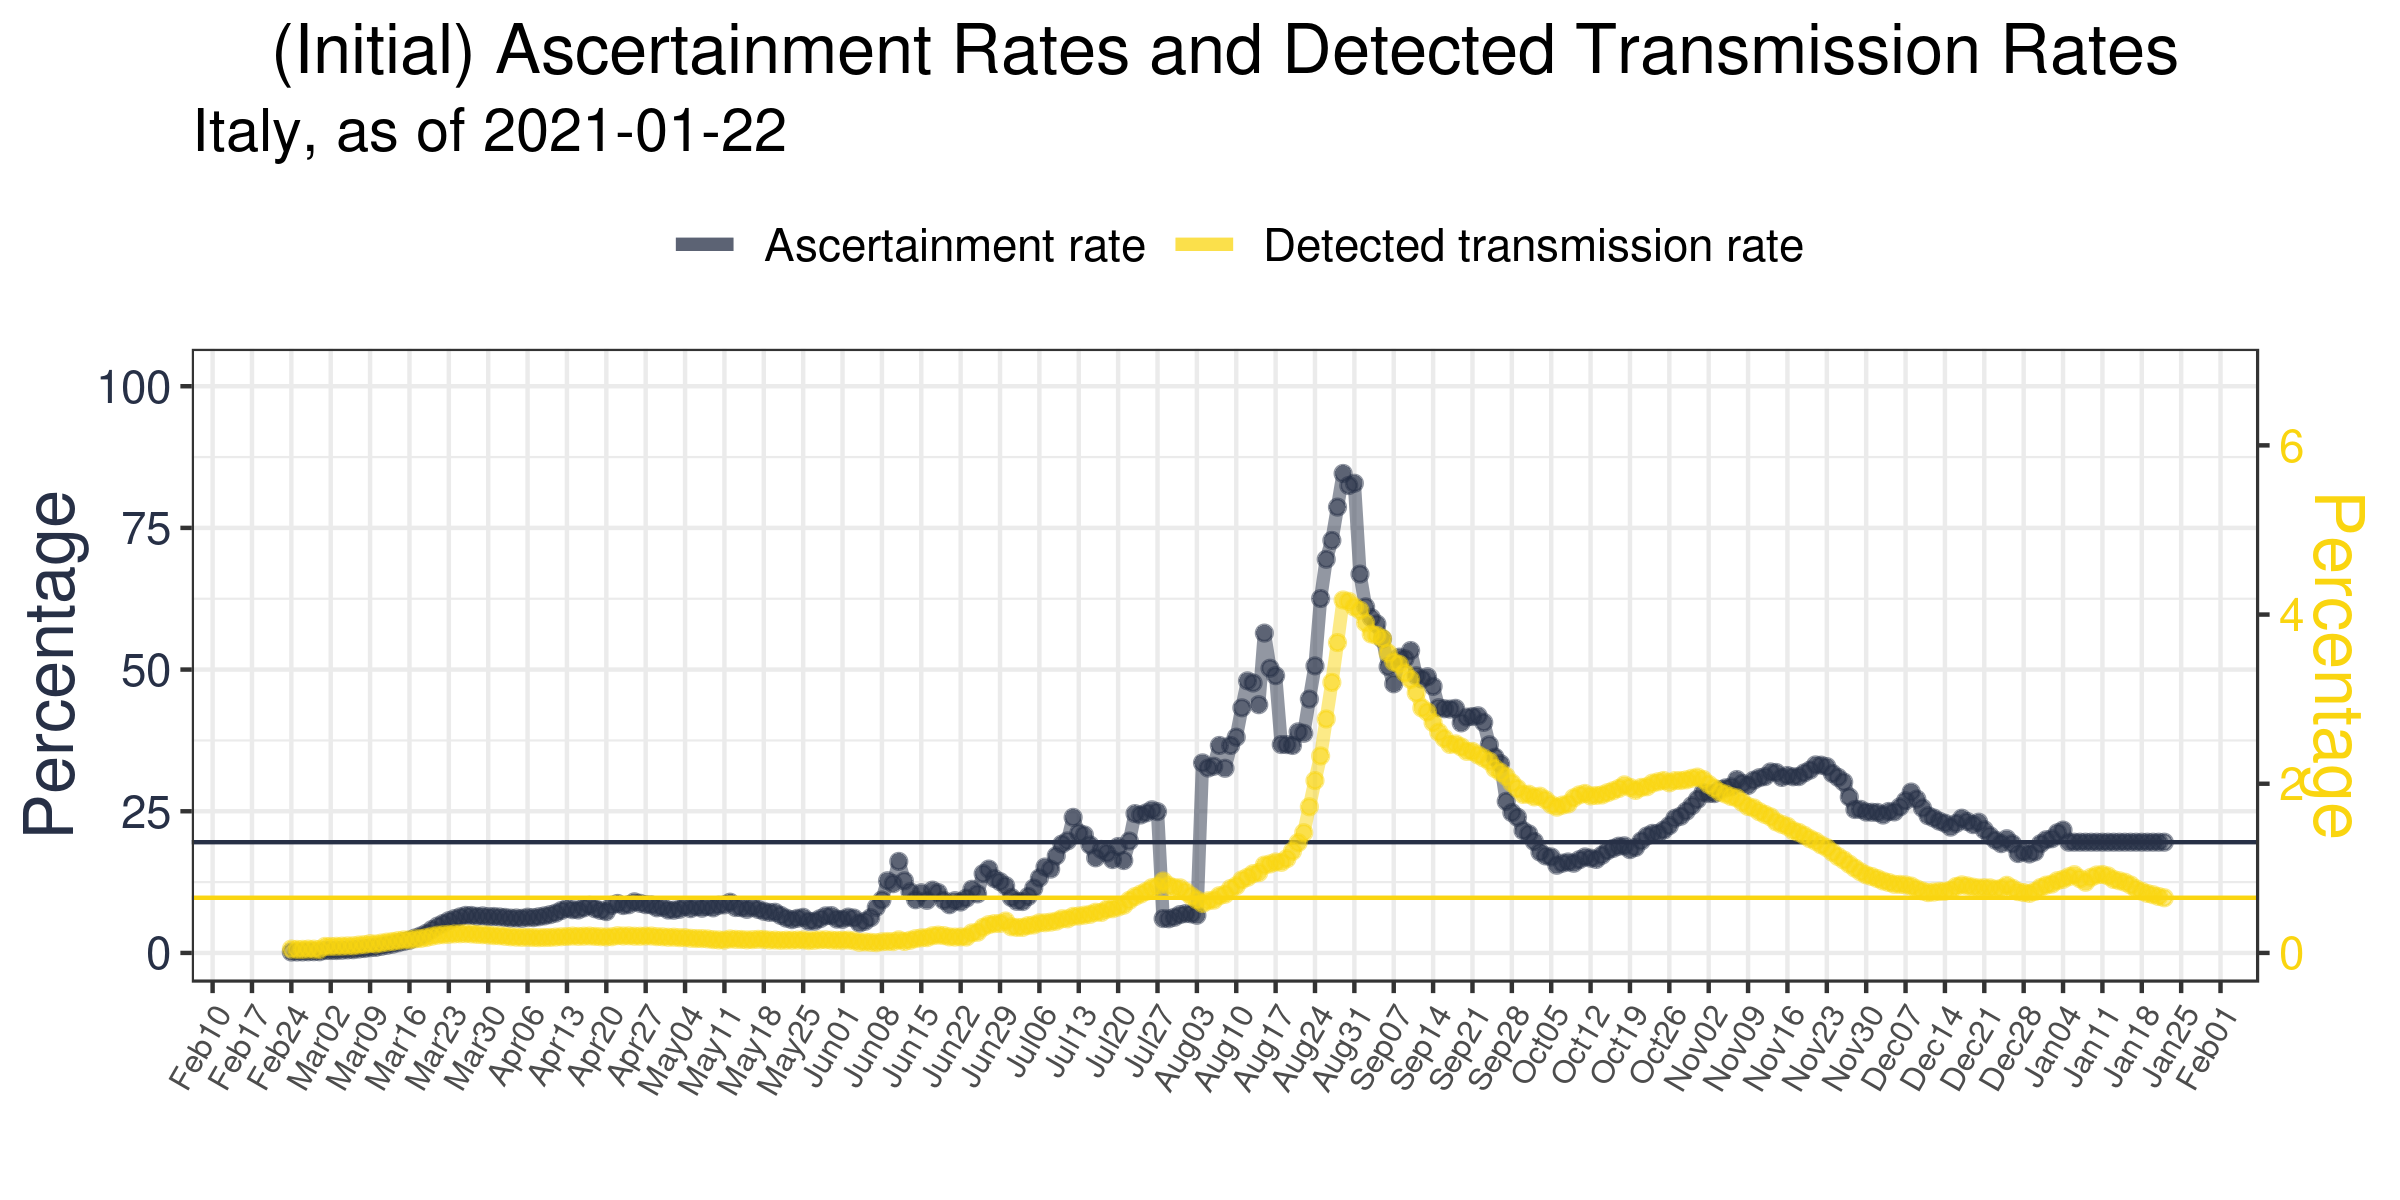 (Initial) Ascertainment Rates and Detected Transmission Rates
Italy, as of 2021-01-22
Ascertainment rate Detected transmission rate
Percentage
100
75
50
25
0
6
4
2
0
Percentage
Feb10 Feb17 Feb24 Mar02 Mar09 Mar16 Mar23 Mar30 Apr06 Apr13 Apr20 Apr27 May04 May11 May18 May25 Jun01 Jun08 Jun15 Jun22 Jun29 Jul06 Jul13 Jul20 Jul27 Aug03 Aug10 Aug17 Aug24 Aug31 Sep07 Sep14 Sep21 Sep28 Oct05 Oct12 Oct19 Oct26 Nov02 Nov09 Nov16 Nov23 Nov30 Dec07 Dec14 Dec21 Dec28 Jan04 Jan11 Jan18 Jan25 Feb01